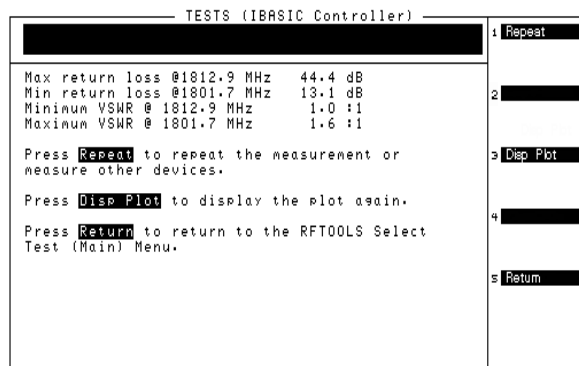 TESTS (IBASIC Controller)
Max return loss @1812.9 MHz 44.4 dB
Min return loss @1801.7 MHz 13.1 dB
Minimum VSWR @ 1812.9 MHz 1.0 :1
Maximum VSWR @ 1801.7 MHz 1.6 :1
Press Repeat to repeat the measurement or
measure other devices.
Press Disp Plot to display the plot again.
Press Return to return to the RFTOOLS Select
Test (Main) Menu.
1 Repeat
2
3 Disp Plot
4
5 Return